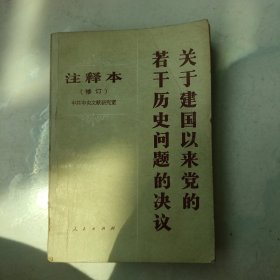 关于建国以来党的
若干历史问题的决议
注释本
(修订)
中共中央文献研究室
人民出版社